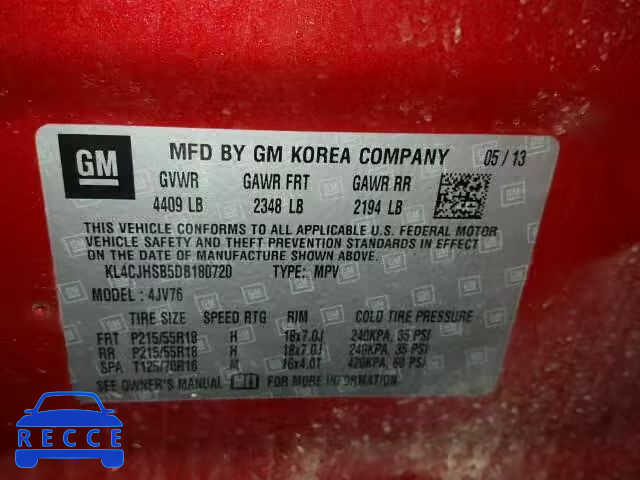 GM
MFD BY GM KOREA COMPANY 05/13
GVWR GAWR FRT GAWR RR
4409 LB 2348 LB 2194 LB
THIS VEHICLE CONFORMS TO ALL APPLICABLE U.S. FEDERAL MOTOR
VEHICLE SAFETY AND THEFT PREVENTION STANDARDS IN
EFFECT ON THE DATE OF MANUFACTURE SHOWN ABOVE.
KL4CJHSB5DB180720 TYPE: MPV
MODEL: 4JV76
TIRE SIZE SPEED RTG RIM COLD TIRE PRESSURE
FRT P215/55R18 H 18x7.0J 240KPA, 35 PSI
RR P215/55R18 H 18x7.0J 240KPA, 35 PSI
SPA T125/70R16 M 16x4.0T 420KPA, 60 PSI
SEE OWNER'S MANUAL FOR MORE INFORMATION
RECCE